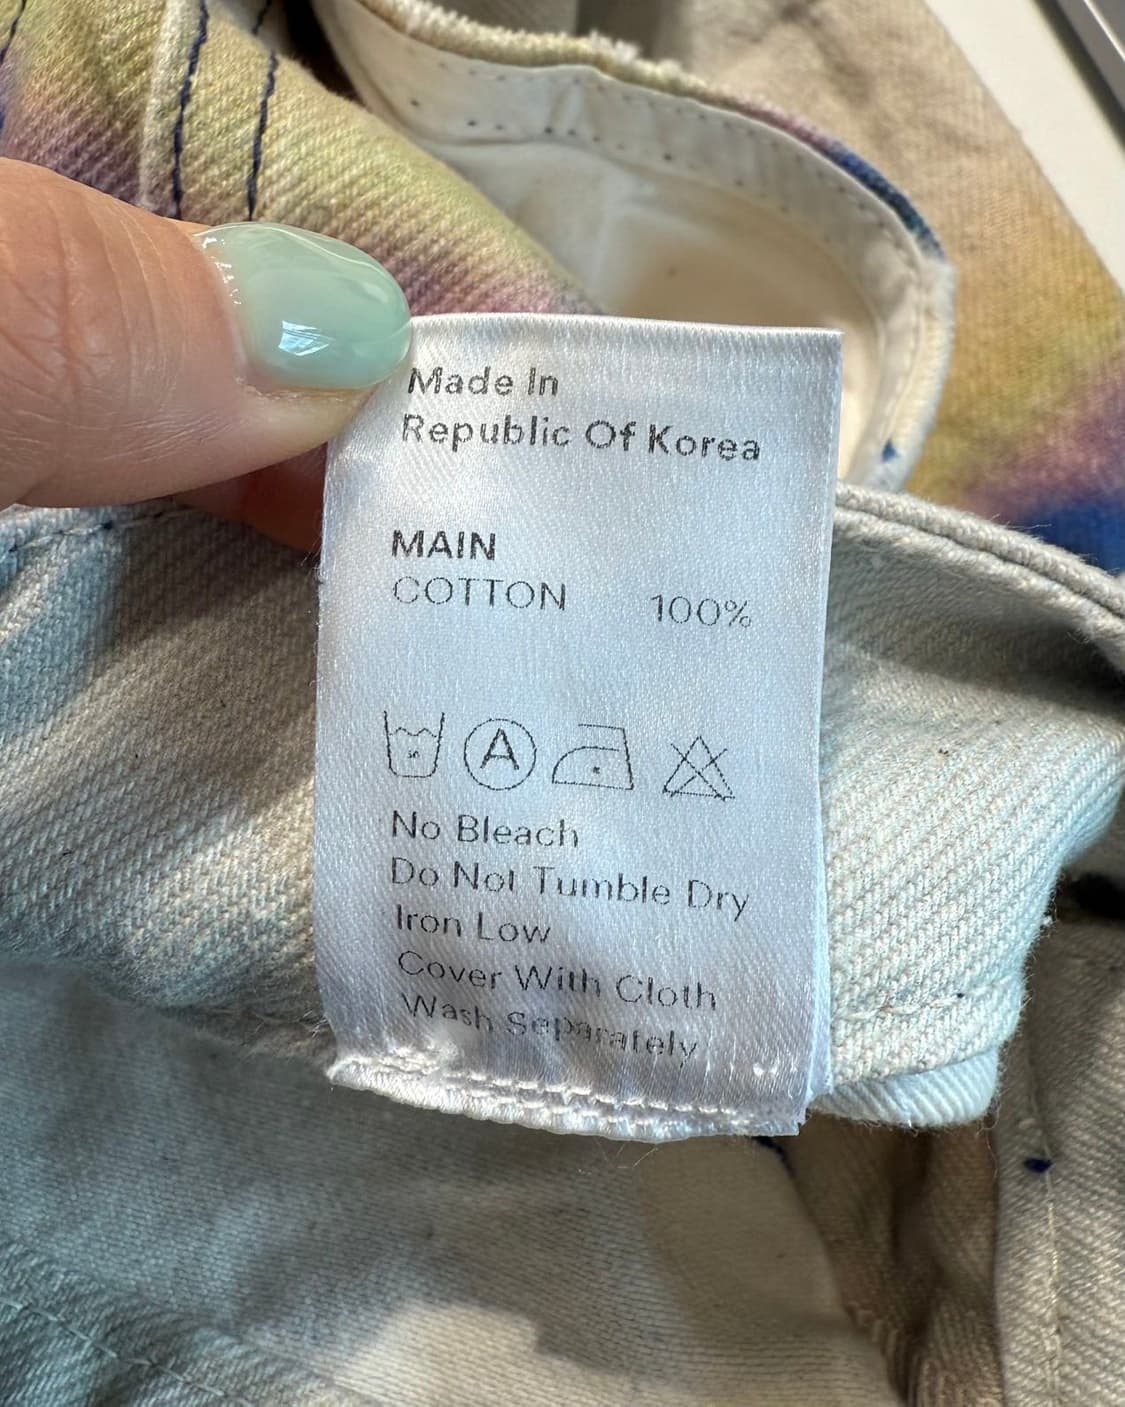 Made In
Republic Of Korea
MAIN
COTTON 100%
A
No Bleach
Do Not Tumble Dry
Iron Low
Cover With Cloth
Wash Separately